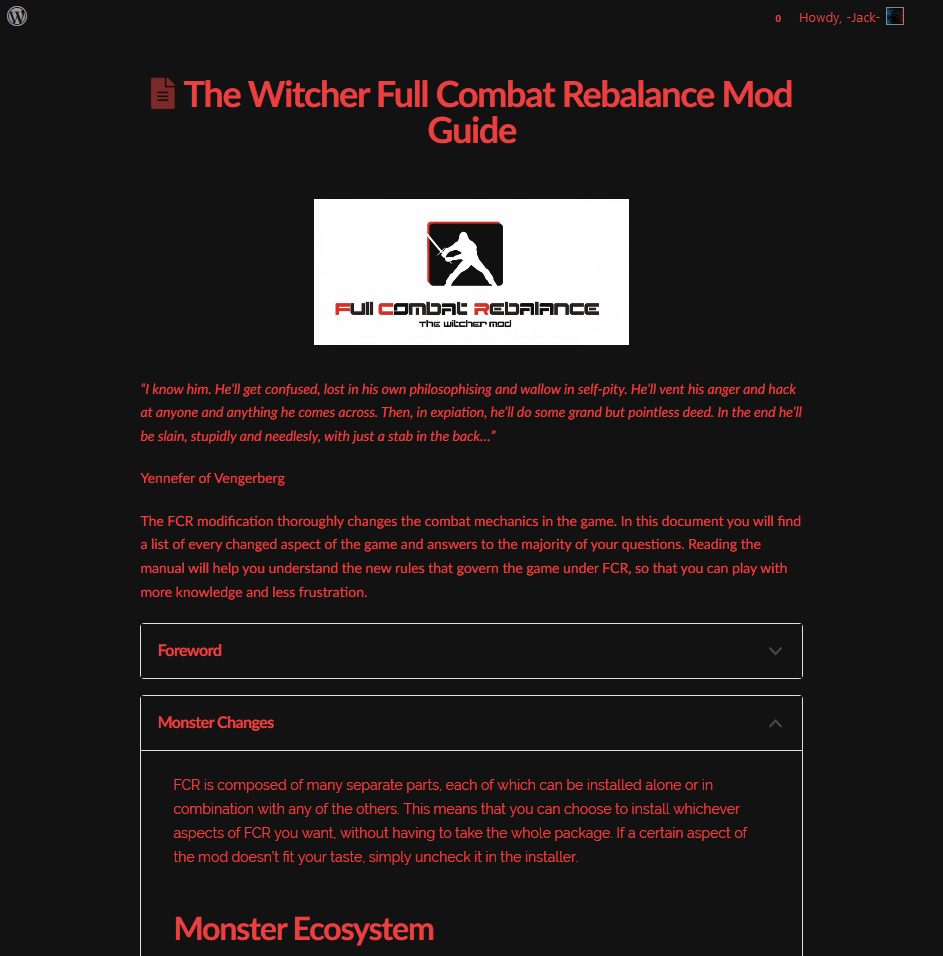 0 Howdy, -Jack-
The Witcher Full Combat Rebalance Mod
Guide
Full Combat Rebalance
The witcher mod
“I know him. He’ll get confused, lost in his own philosophising and wallow in self-pity. He’ll vent his anger and hack
at anyone and anything he comes across. Then, in expiation, he’ll do some grand but pointless deed. In the end he’ll
be slain, stupidly and needlesly, with just a stab in the back…”
Yennefer of Vengerberg
The FCR modification thoroughly changes the combat mechanics in the game. In this document you will find
a list of every changed aspect of the game and answers to the majority of your questions. Reading the
manual will help you understand the new rules that govern the game under FCR, so that you can play with
more knowledge and less frustration.
Foreword
Monster Changes
FCR is composed of many separate parts, each of which can be installed alone or in
combination with any of the others. This means that you can choose to install whichever
aspects of FCR you want, without having to take the whole package. If a certain aspect of
the mod doesn’t fit your taste, simply uncheck it in the installer.
Monster Ecosystem